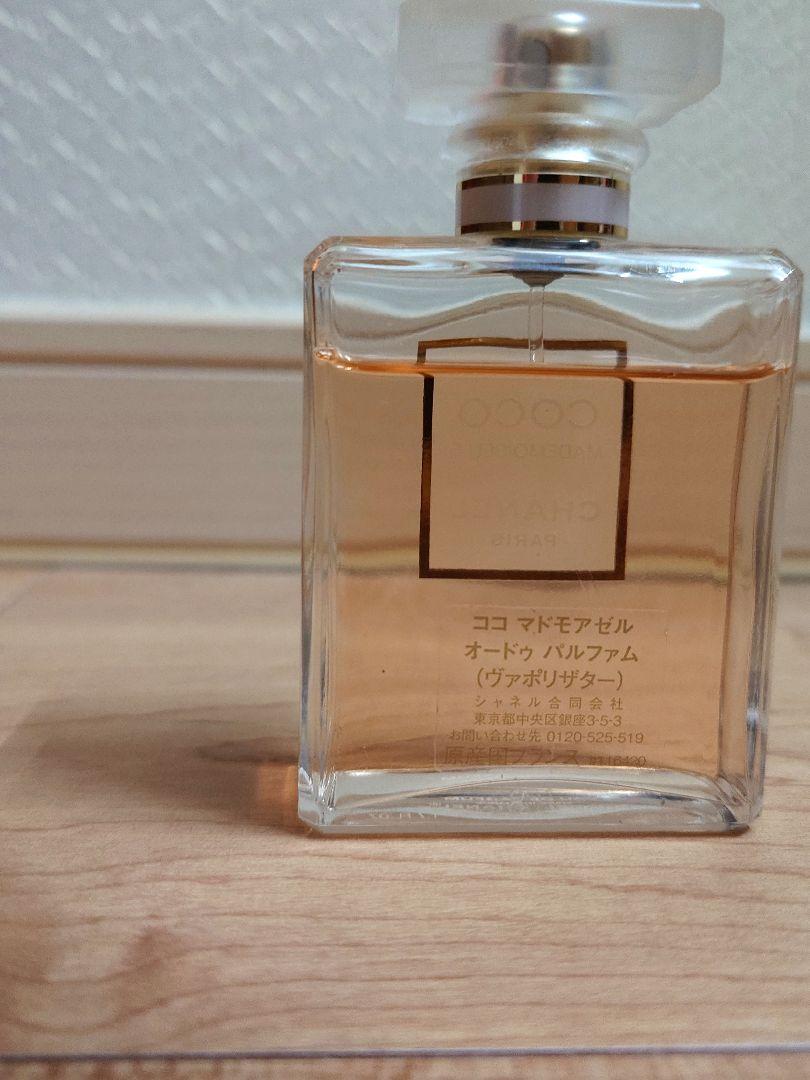 COCO
CHANEL
PARIS
ココ マドモアゼル
オードゥ パルファム
(ヴァポリザター)
シャネル合同会社
東京都中央区銀座3-5-3
お問い合わせ先 0120-525-519
原産国フランス